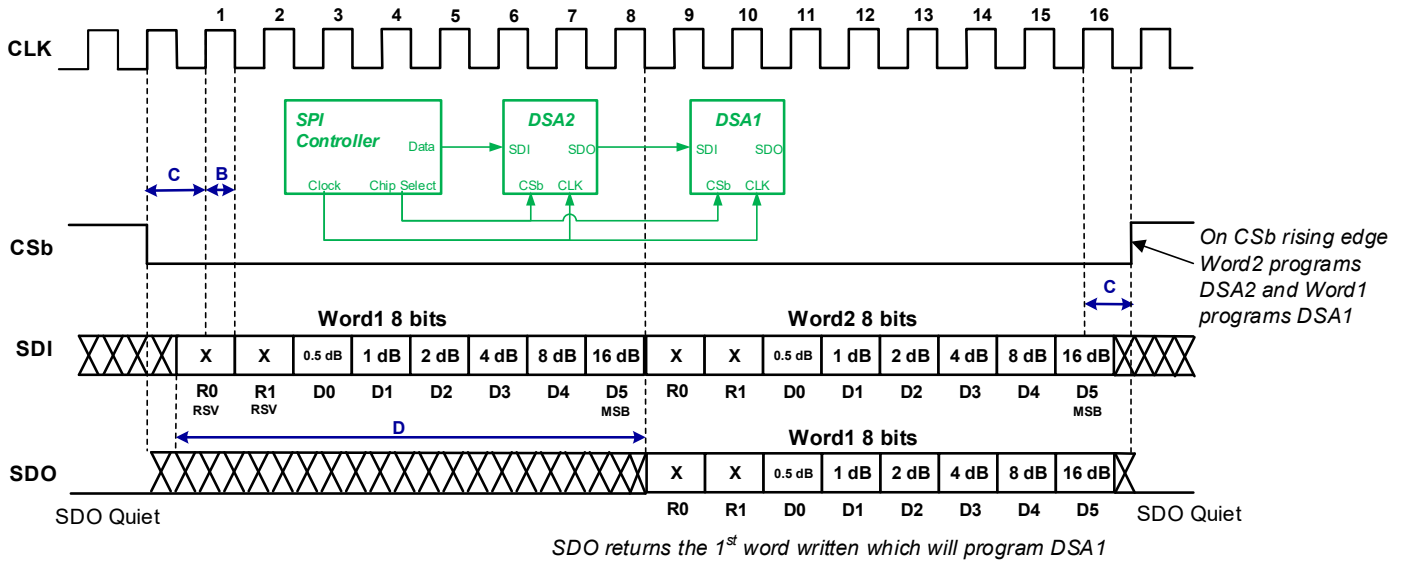 1 2 3 4 5 6 7 8 9 10 11 12 13 14 15 16
CLK
SPI
Controller
Data
Clock
Chip Select
DSA2
SDI
SDO
CSb
CLK
DSA1
SDI
SDO
CSb
CLK
C
B
CSb
On CSb rising edge
Word2 programs
DSA2 and Word1
programs DSA1
C
Word1 8 bits
Word2 8 bits
SDI
X X 0.5 dB 1 dB 2 dB 4 dB 8 dB 16 dB X X 0.5 dB 1 dB 2 dB 4 dB 8 dB 16 dB
R0 R1 D0 D1 D2 D3 D4 D5 R0 R1 D0 D1 D2 D3 D4 D5
RSV RSV MSB MSB
D
Word1 8 bits
SDO
X X 0.5 dB 1 dB 2 dB 4 dB 8 dB 16 dB
R0 R1 D0 D1 D2 D3 D4 D5
SDO Quiet
SDO Quiet
SDO returns the 1st word written which will program DSA1